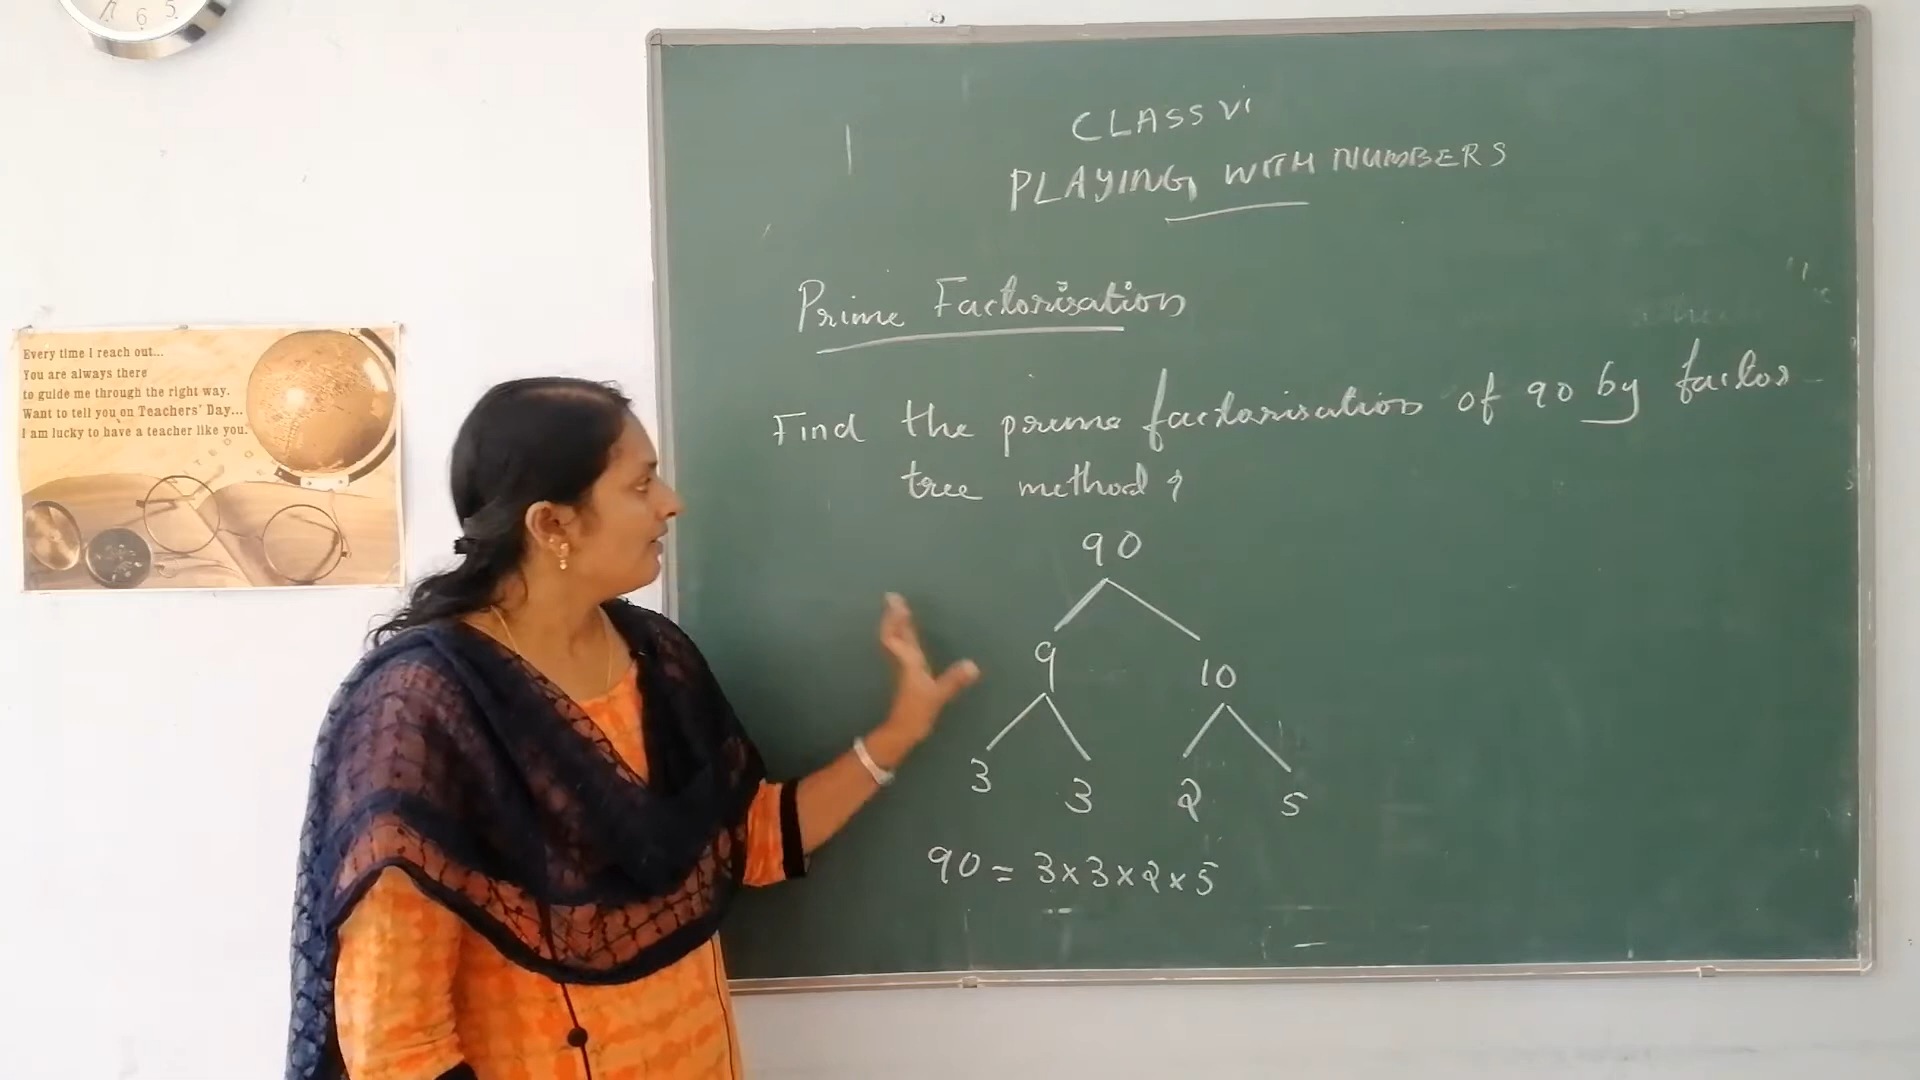 7 6 5
CLASS VI
PLAYING WITH NUMBERS
Prime Factorisation
Find the prime factorisation of 90 by factor
tree method ?
90
9 10
3 3 2 5
90 = 3×3×2×5
Every time I reach out...
You are always there
to guide me through the right way.
Want to tell you on Teachers' Day...
I am lucky to have a teacher like you.